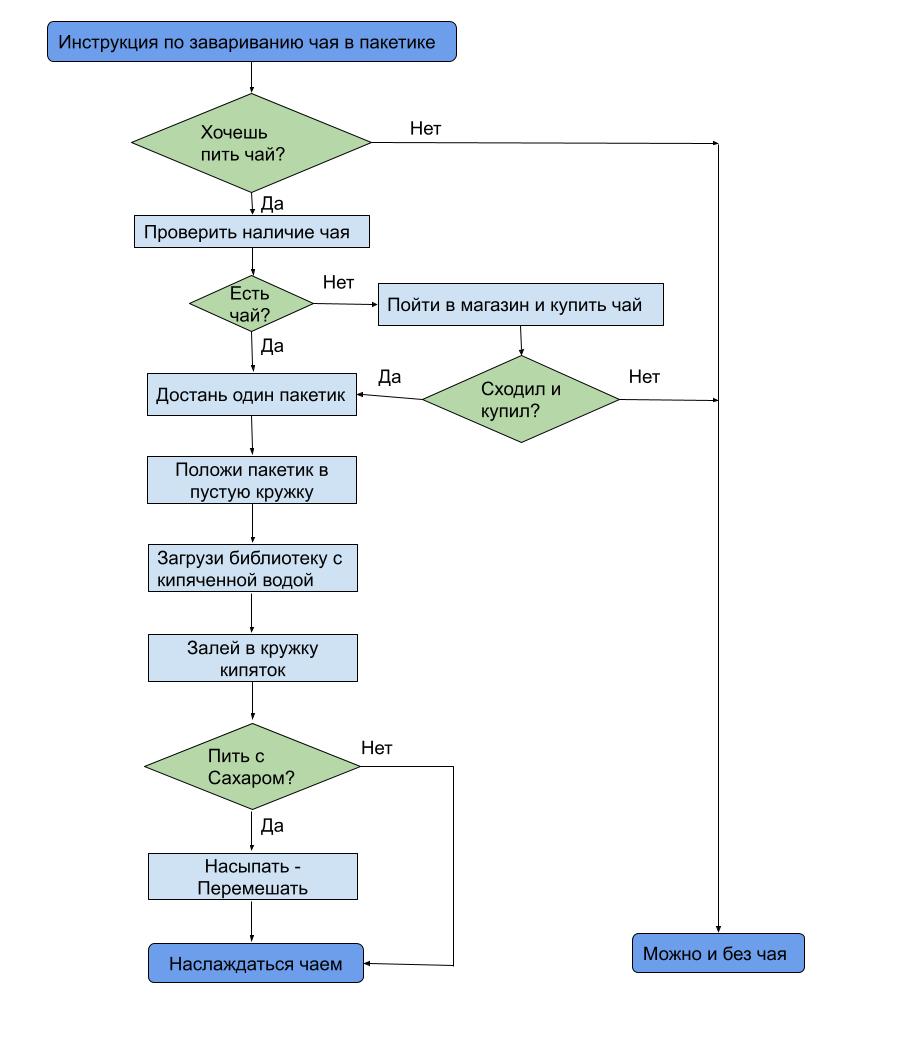 Инструкция по завариванию чая в пакетике
Хочешь
пить чай?
Нет
Да
Проверить наличие чая
Есть
чай?
Нет
Пойти в магазин и купить чай
Да
Сходил и
купил?
Да
Нет
Достань один пакетик
Положи пакетик в
пустую кружку
Загрузи библиотеку с
кипяченной водой
Залей в кружку
кипяток
Пить с
Сахаром?
Нет
Да
Насыпать -
Перемешать
Наслаждаться чаем
Можно и без чая